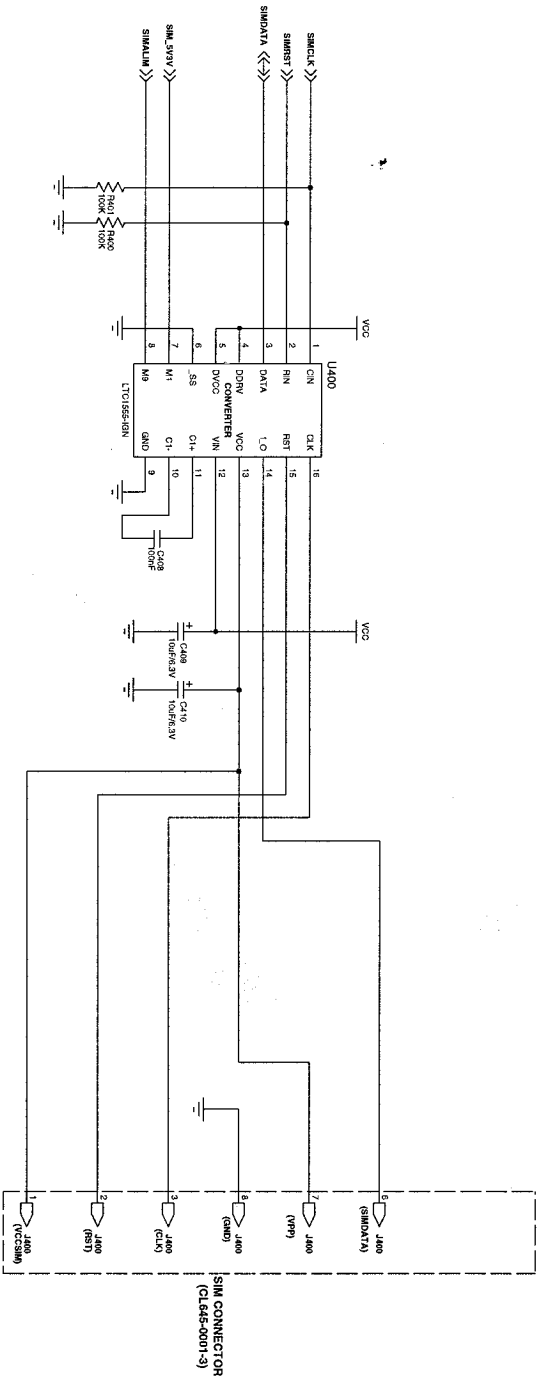 SIMCLK
SIMRST
SIMDATA
SIM_5V3V
SIMALIM
R401
100K
R400
100K
VCC
U400
1 CIN CLK 16
2 RIN RST 15
3 DATA I_O 14
4 DDRV VCC 13
5 DVCC VIN 12
6 _SS C1+ 11
7 M1 C1- 10
8 M9 GND 9
CONVERTER
LTC1555-IGN
C408
100nF
VCC
+ C409
10uF/6.3V
+ C410
10uF/6.3V
6 J400
(SIMDATA)
7 J400
(VPP)
8 J400
(GND)
3 J400
(CLK)
2 J400
(RST)
1 J400
(VCCSIM)
SIM CONNECTOR
(CL645-0001-3)